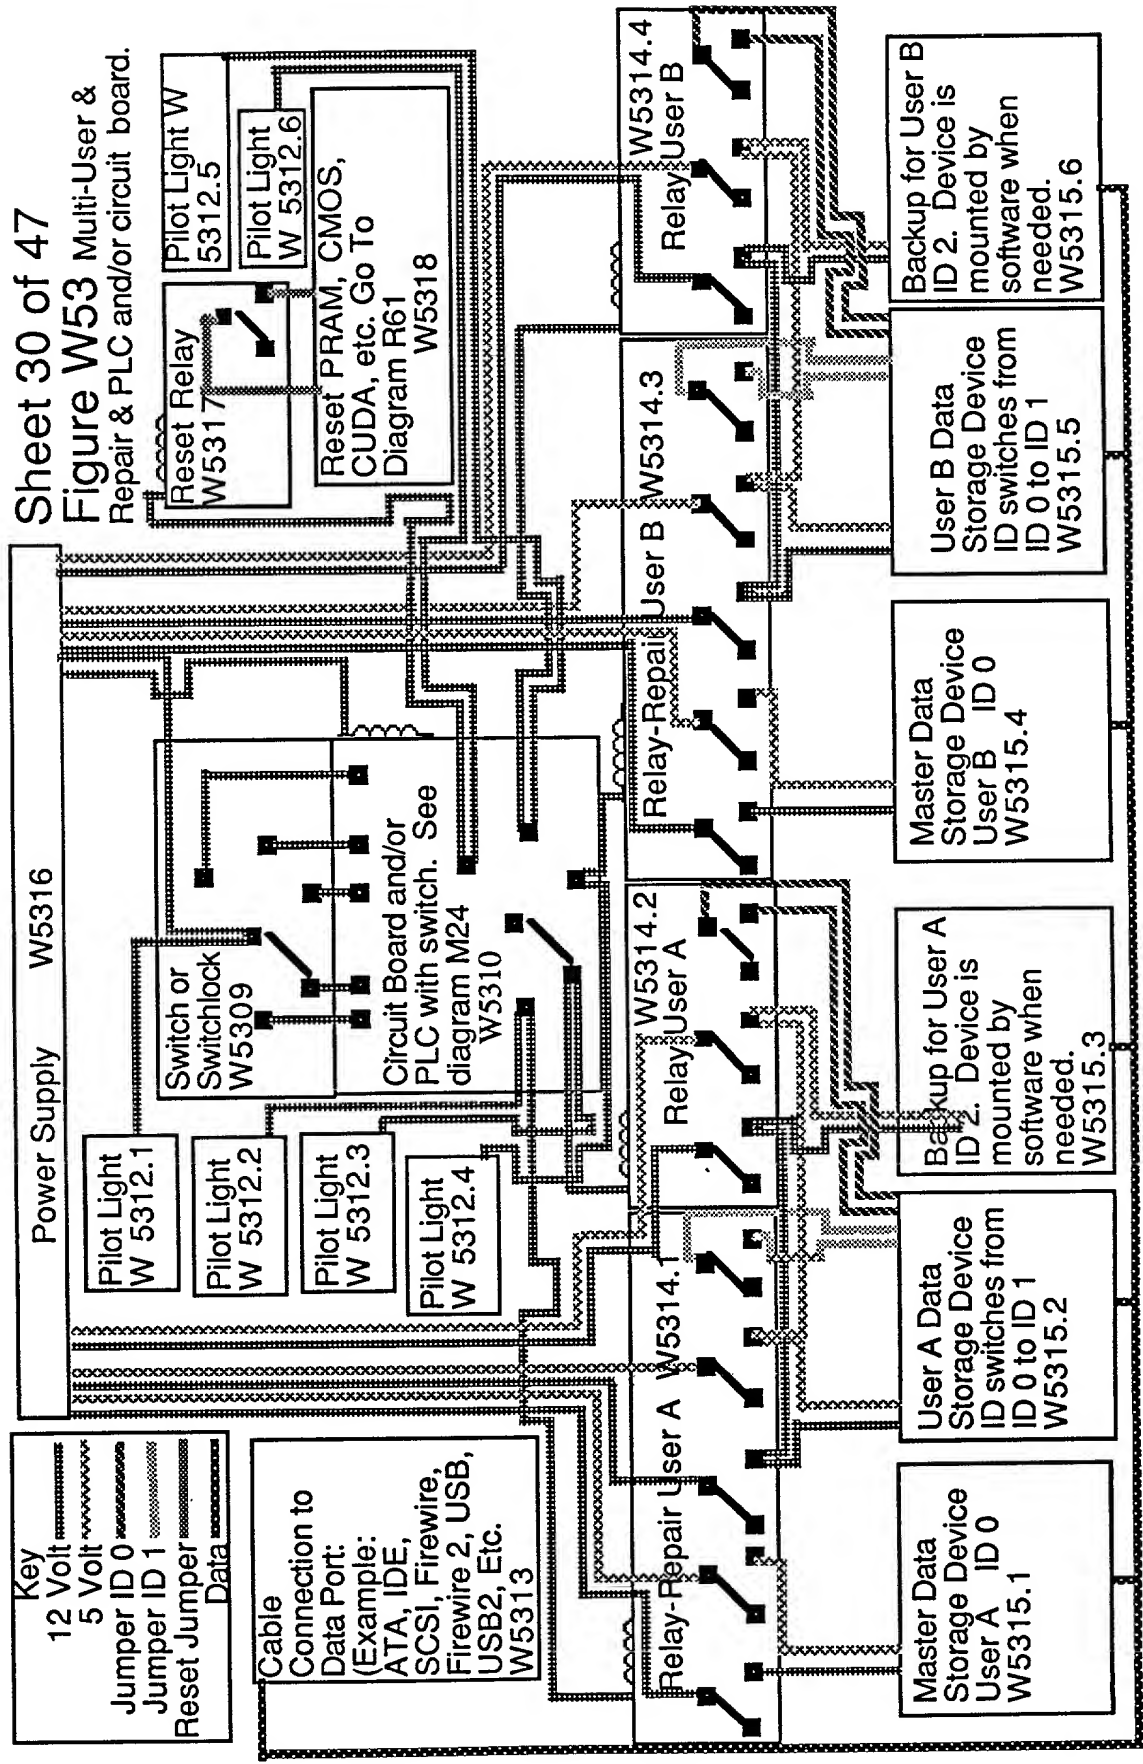 Sheet 30 of 47
Figure W53 Multi-User &
Repair & PLC and/or circuit board.
Power Supply W5316
Key
12 Volt
5 Volt
Jumper ID 0
Jumper ID 1
Reset Jumper
Data
Cable
Connection to
Data Port:
(Example:
ATA, IDE,
SCSI, Firewire,
Firewire 2, USB,
USB2, Etc.
W5313
Pilot Light
W 5312.1
Pilot Light
W 5312.2
Pilot Light
W 5312.3
Pilot Light
W 5312.4
Switch or
Switchlock
W5309
Circuit Board and/or
PLC with switch. See
diagram M24
W5310
Reset Relay
W5317
Pilot Light W
5312.5
Pilot Light
W 5312.6
Reset PRAM, CMOS,
CUDA, etc. Go To
Diagram R61
W5318
Relay-Repair User A W5314.1
W5314.2
Relay User A
Relay-Repair User B W5314.3
W5314.4
Relay User B
Master Data
Storage Device
User A ID 0
W5315.1
User A Data
Storage Device
ID switches from
ID 0 to ID 1
W5315.2
Backup for User A
ID 2. Device is
mounted by
software when
needed.
W5315.3
Master Data
Storage Device
User B ID 0
W5315.4
User B Data
Storage Device
ID switches from
ID 0 to ID 1
W5315.5
Backup for User B
ID 2. Device is
mounted by
software when
needed.
W5315.6